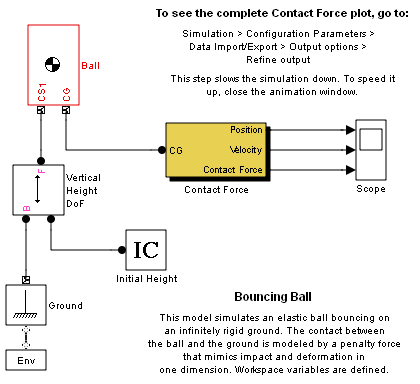 To see the complete Contact Force plot, go to:
Simulation > Configuration Parameters >
Data Import/Export > Output options >
Refine output
This step slows the simulation down. To speed it
up, close the animation window.
Ball
CS1
CG
CG
Position
Velocity
Contact Force
Contact Force
Scope
F
B
Vertical
Height
DoF
IC
Initial Height
Ground
Env
Bouncing Ball
This model simulates an elastic ball bouncing on
an infinitely rigid ground. The contact between
the ball and the ground is modeled by a penalty force
that mimics impact and deformation in
one dimension. Workspace variables are defined.